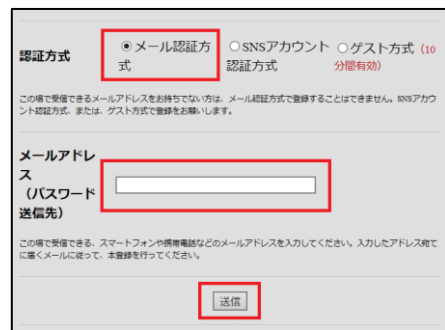 認証方式
◉メール認証方式
○SNSアカウント認証方式
○ゲスト方式（10分間有効）
この場で受信できるメールアドレスをお持ちでない方は、メール認証方式で登録することはできません。SNSアカウ
ント認証方式、または、ゲスト方式で登録をお願いします。
メールアドレ
ス
（パスワード
送信先）
この場で受信できる、スマートフォンや携帯電話などのメールアドレスを入力してください。入力したアドレス宛て
に届くメールに従って、本登録を行ってください。
送信